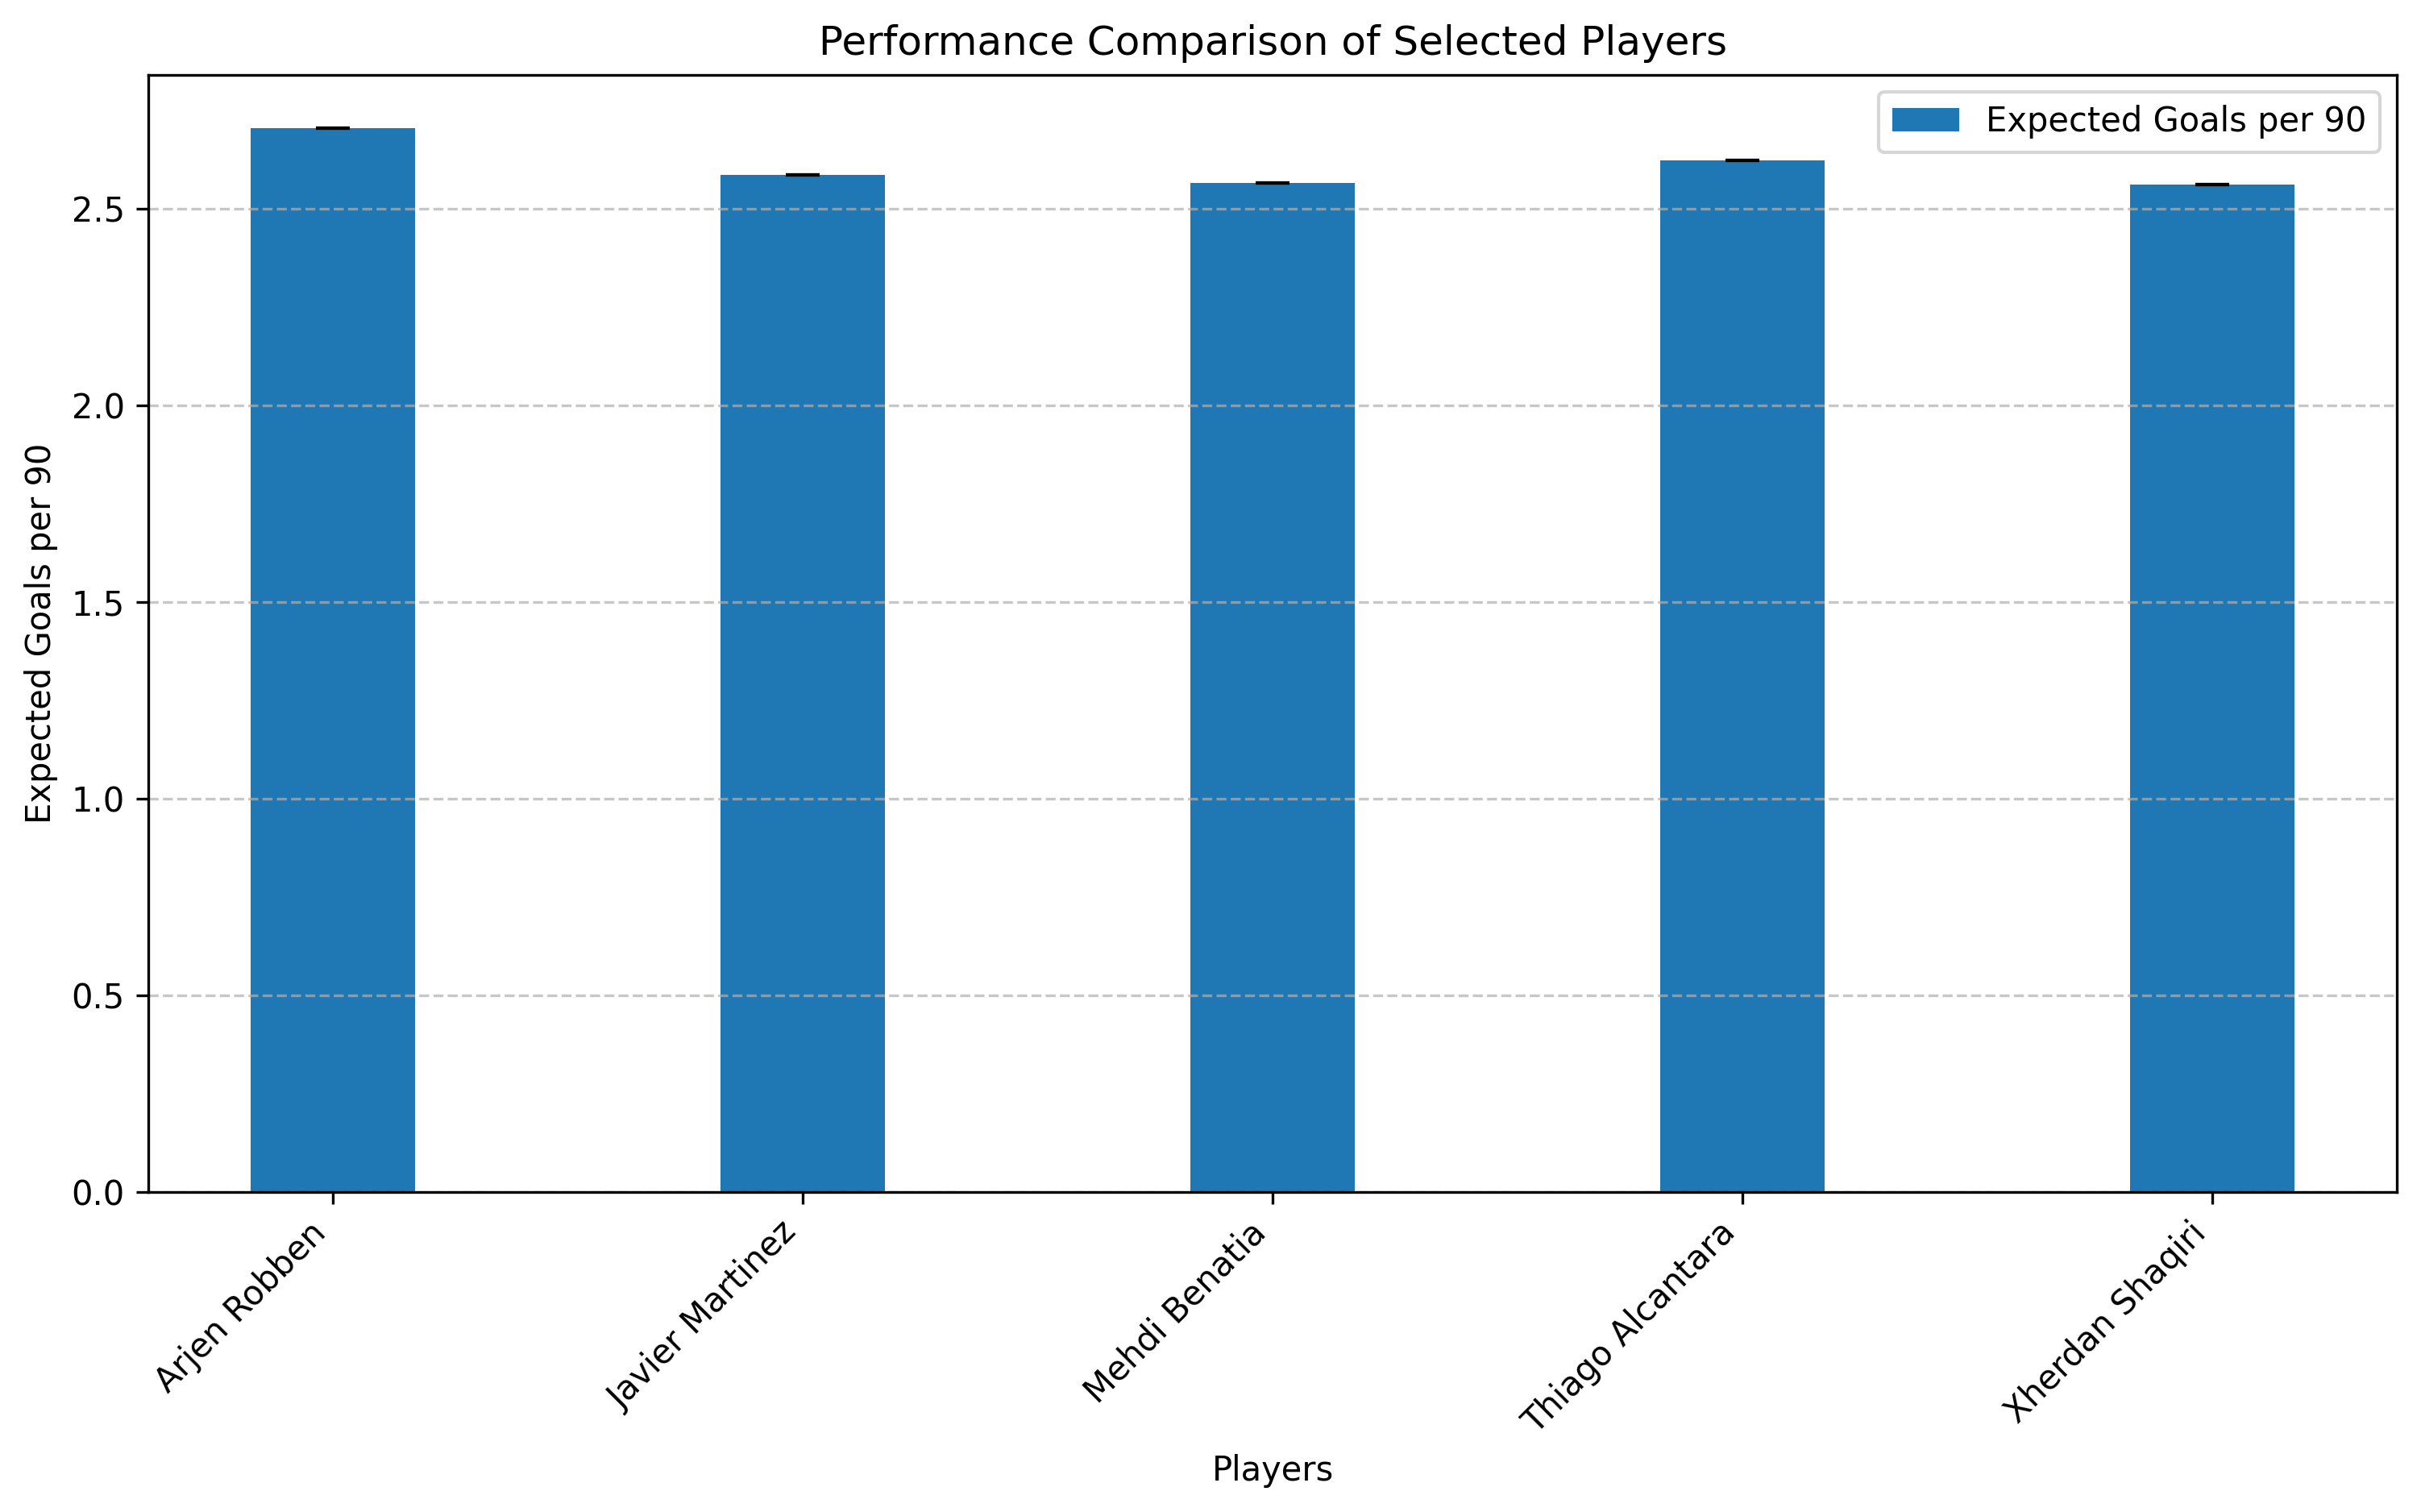 Performance Comparison of Selected Players
Expected Goals per 90
Expected Goals per 90
2.5
2.0
1.5
1.0
0.5
0.0
Arjen Robben
Javier Martinez
Mehdi Benatia
Thiago Alcantara
Xherdan Shaqiri
Players